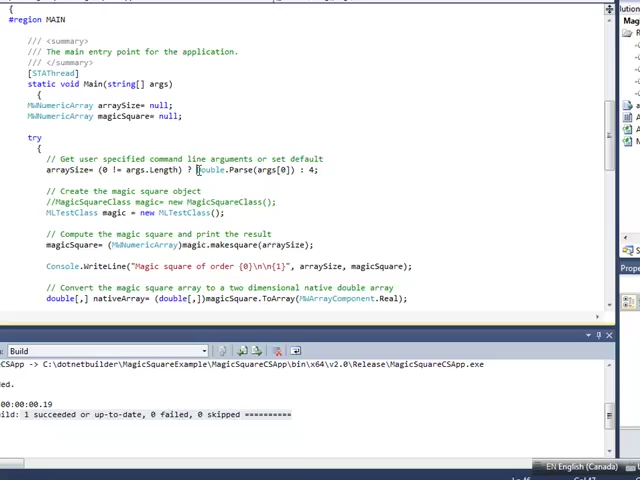 {
lution
#region MAIN
Magi
R
/// <summary>
/// The main entry point for the application.
/// </summary>
[STAThread]
static void Main(string[] args)
{
MWNumericArray arraySize= null;
MWNumericArray magicSquare= null;
try
{
// Get user specified command line arguments or set default
arraySize= (0 != args.Length) ? Double.Parse(args[0]) : 4;
// Create the magic square object
//MagicSquareClass magic= new MagicSquareClass();
MLTestClass magic = new MLTestClass();
// Compute the magic square and print the result
magicSquare= (MWNumericArray)magic.makesquare(arraySize);
Console.WriteLine("Magic square of order {0}\n\n{1}", arraySize, magicSquare);
// Convert the magic square array to a two dimensional native double array
double[,] nativeArray= (double[,])magicSquare.ToArray(MWArrayComponent.Real);
S
Prope
: Build
CSApp -> C:\dotnetbuilder\MagicSquareExample\MagicSquareCSApp\bin\x64\v2.0\Release\MagicSquareCSApp.exe
ed.
:00:00:00.19
ild: 1 succeeded or up-to-date, 0 failed, 0 skipped ==========
EN English (Canada)